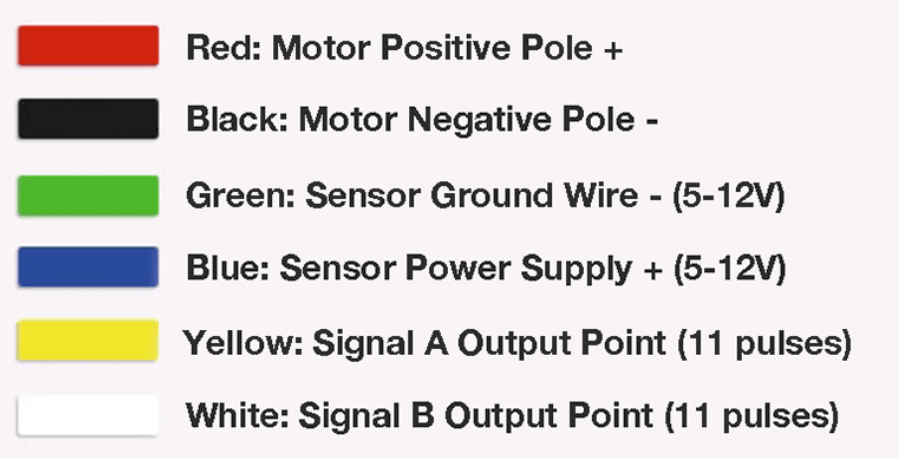 Red: Motor Positive Pole +
Black: Motor Negative Pole -
Green: Sensor Ground Wire - (5-12V)
Blue: Sensor Power Supply + (5-12V)
Yellow: Signal A Output Point (11 pulses)
White: Signal B Output Point (11 pulses)